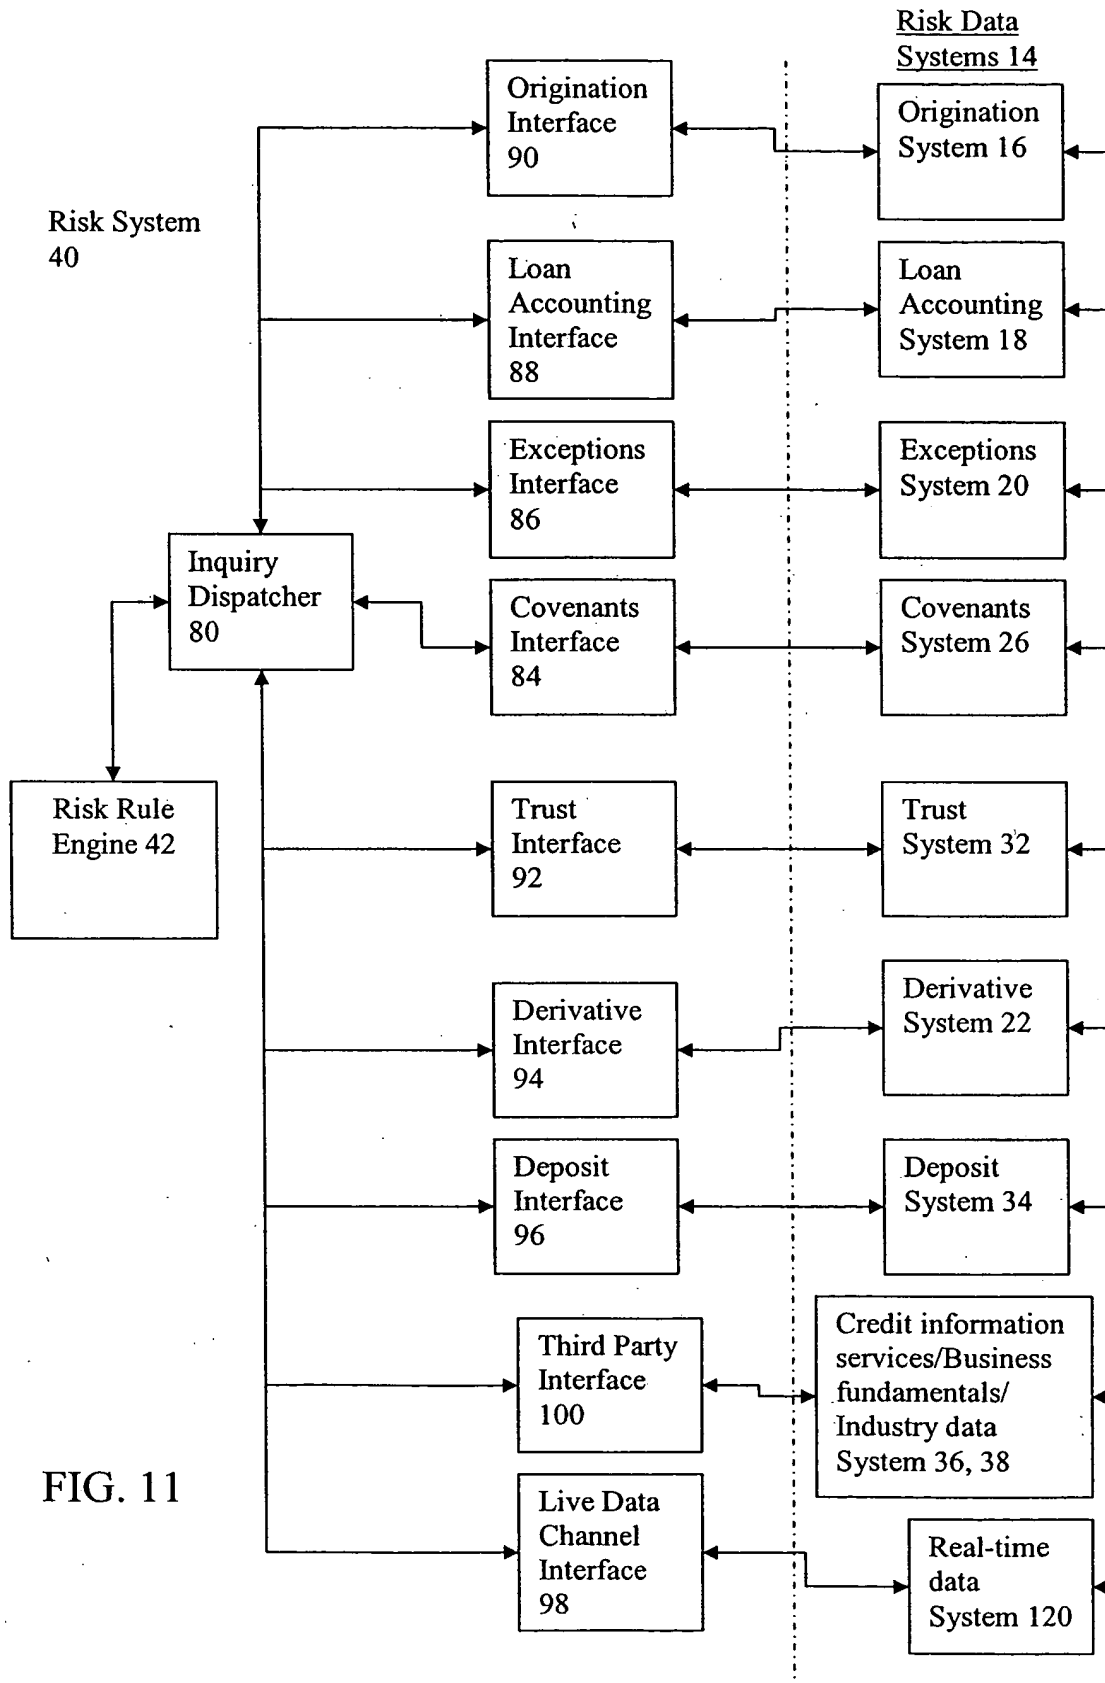 Risk Data
Systems 14
Origination
Interface
90
Origination
System 16
Risk System
40
Loan
Accounting
Interface
88
Loan
Accounting
System 18
Exceptions
Interface
86
Exceptions
System 20
Inquiry
Dispatcher
80
Covenants
Interface
84
Covenants
System 26
Risk Rule
Engine 42
Trust
Interface
92
Trust
System 32
Derivative
Interface
94
Derivative
System 22
Deposit
Interface
96
Deposit
System 34
Third Party
Interface
100
Credit information
services/Business
fundamentals/
Industry data
System 36, 38
FIG. 11
Live Data
Channel
Interface
98
Real-time
data
System 120